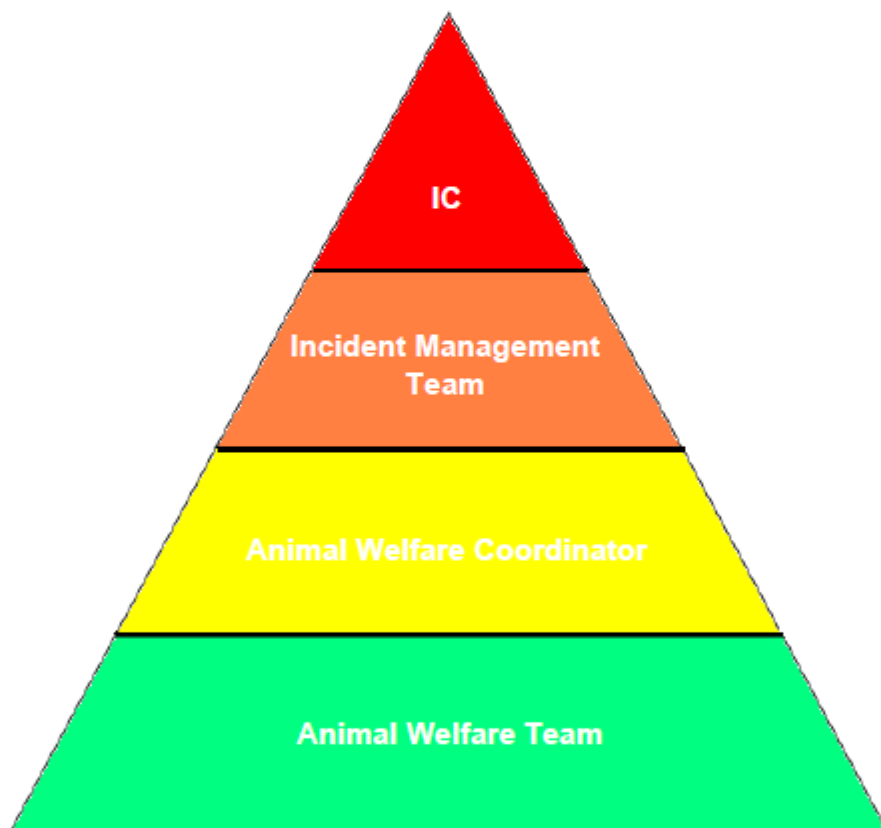 IC
Incident Management
Team
Animal Welfare Coordinator
Animal Welfare Team